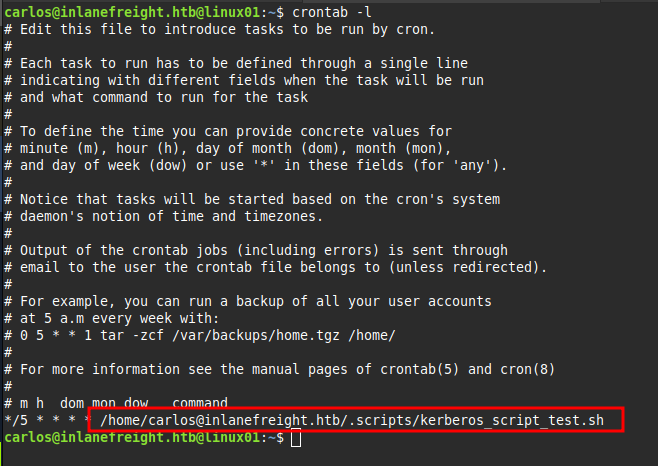 carlos@inlanefreight.htb@linux01:~$ crontab -l
# Edit this file to introduce tasks to be run by cron.
#
# Each task to run has to be defined through a single line
# indicating with different fields when the task will be run
# and what command to run for the task
#
# To define the time you can provide concrete values for
# minute (m), hour (h), day of month (dom), month (mon),
# and day of week (dow) or use '*' in these fields (for 'any').
#
# Notice that tasks will be started based on the cron's system
# daemon's notion of time and timezones.
#
# Output of the crontab jobs (including errors) is sent through
# email to the user the crontab file belongs to (unless redirected).
#
# For example, you can run a backup of all your user accounts
# at 5 a.m every week with:
# 0 5 * * 1 tar -zcf /var/backups/home.tgz /home/
#
# For more information see the manual pages of crontab(5) and cron(8)
#
# m h  dom mon dow   command
*/5 * * * * /home/carlos@inlanefreight.htb/.scripts/kerberos_script_test.sh
carlos@inlanefreight.htb@linux01:~$